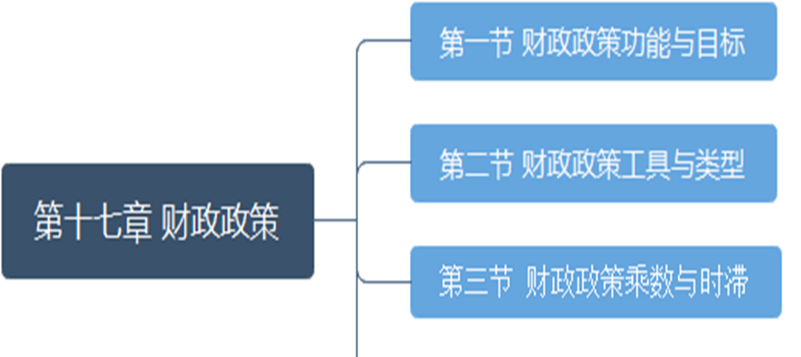 第一节 财政政策功能与目标
第二节 财政政策工具与类型
第十七章 财政政策
第三节 财政政策乘数与时滞